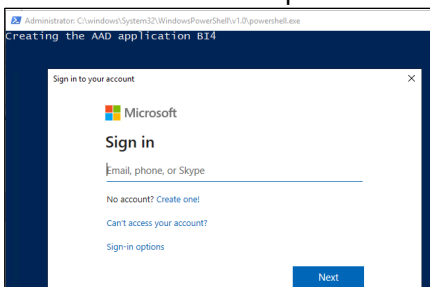 Administrator: C:\windows\System32\WindowsPowerShell\v1.0\powershell.exe
Creating the AAD application BI4
Sign in to your account
Microsoft
Sign in
Email, phone, or Skype
No account? Create one!
Can't access your account?
Sign-in options
Next